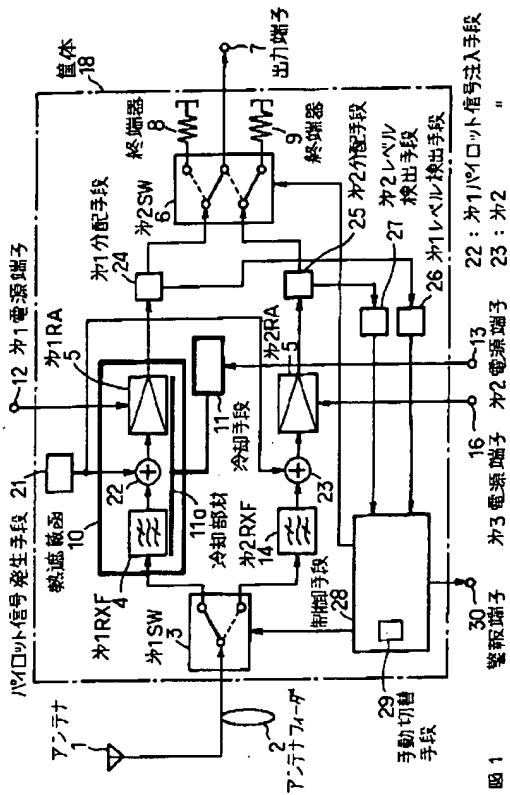 パイロット信号発生手段
21
12 第1電源端子
筐体
18
熱遮蔽函
10
第1RA
5
第1分配手段
24
第2SW
6
終端器
8
7
出力端子
アンテナ
1
第1RXF
4
22
11a
冷却部材
11
冷却手段
終端器
9
第1SW
3
2
アンテナフィーダ
第2RXF
14
23
第2RA
15
25 第2分配手段
27 第2レベル検出手段
26 第1レベル検出手段
制御手段
28
29
手動切替
手段
30
警報端子
16
第3電源端子
13
第2電源端子
22:第1パイロット信号注入手段
23:第2 〃
図1